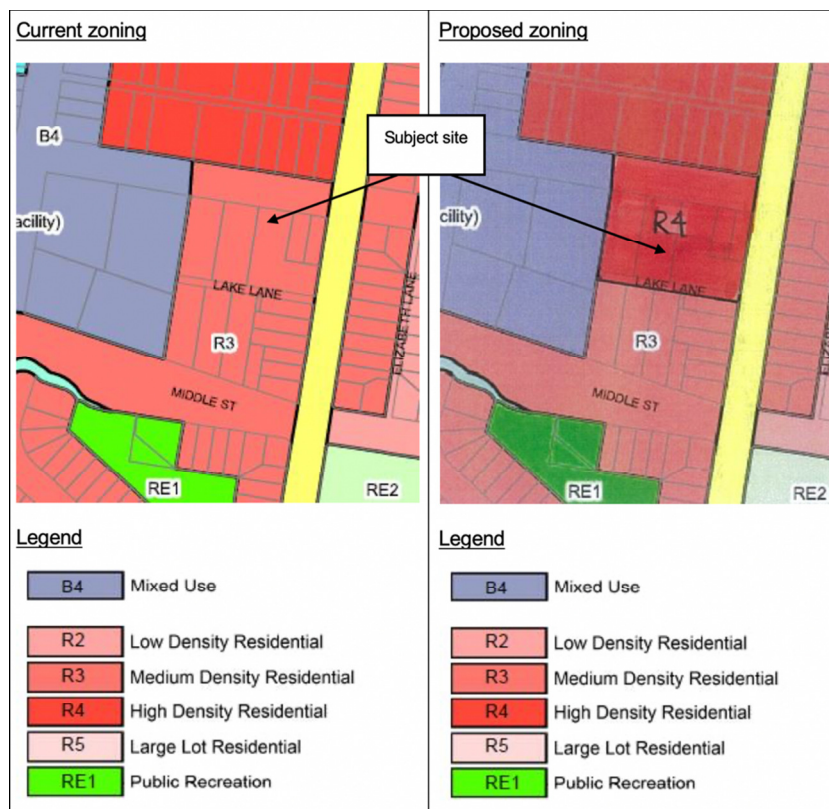 Current zoning
B4
acility)
LAKE LANE
R3
MIDDLE ST
ELIZABETH LANE
RE1
RE2
Legend
B4 Mixed Use
R2 Low Density Residential
R3 Medium Density Residential
R4 High Density Residential
R5 Large Lot Residential
RE1 Public Recreation
Subject site
Proposed zoning
cility)
R4
LAKE LANE
R3
MIDDLE ST
ELIZABETH LANE
RE1
RE2
Legend
B4 Mixed Use
R2 Low Density Residential
R3 Medium Density Residential
R4 High Density Residential
R5 Large Lot Residential
RE1 Public Recreation